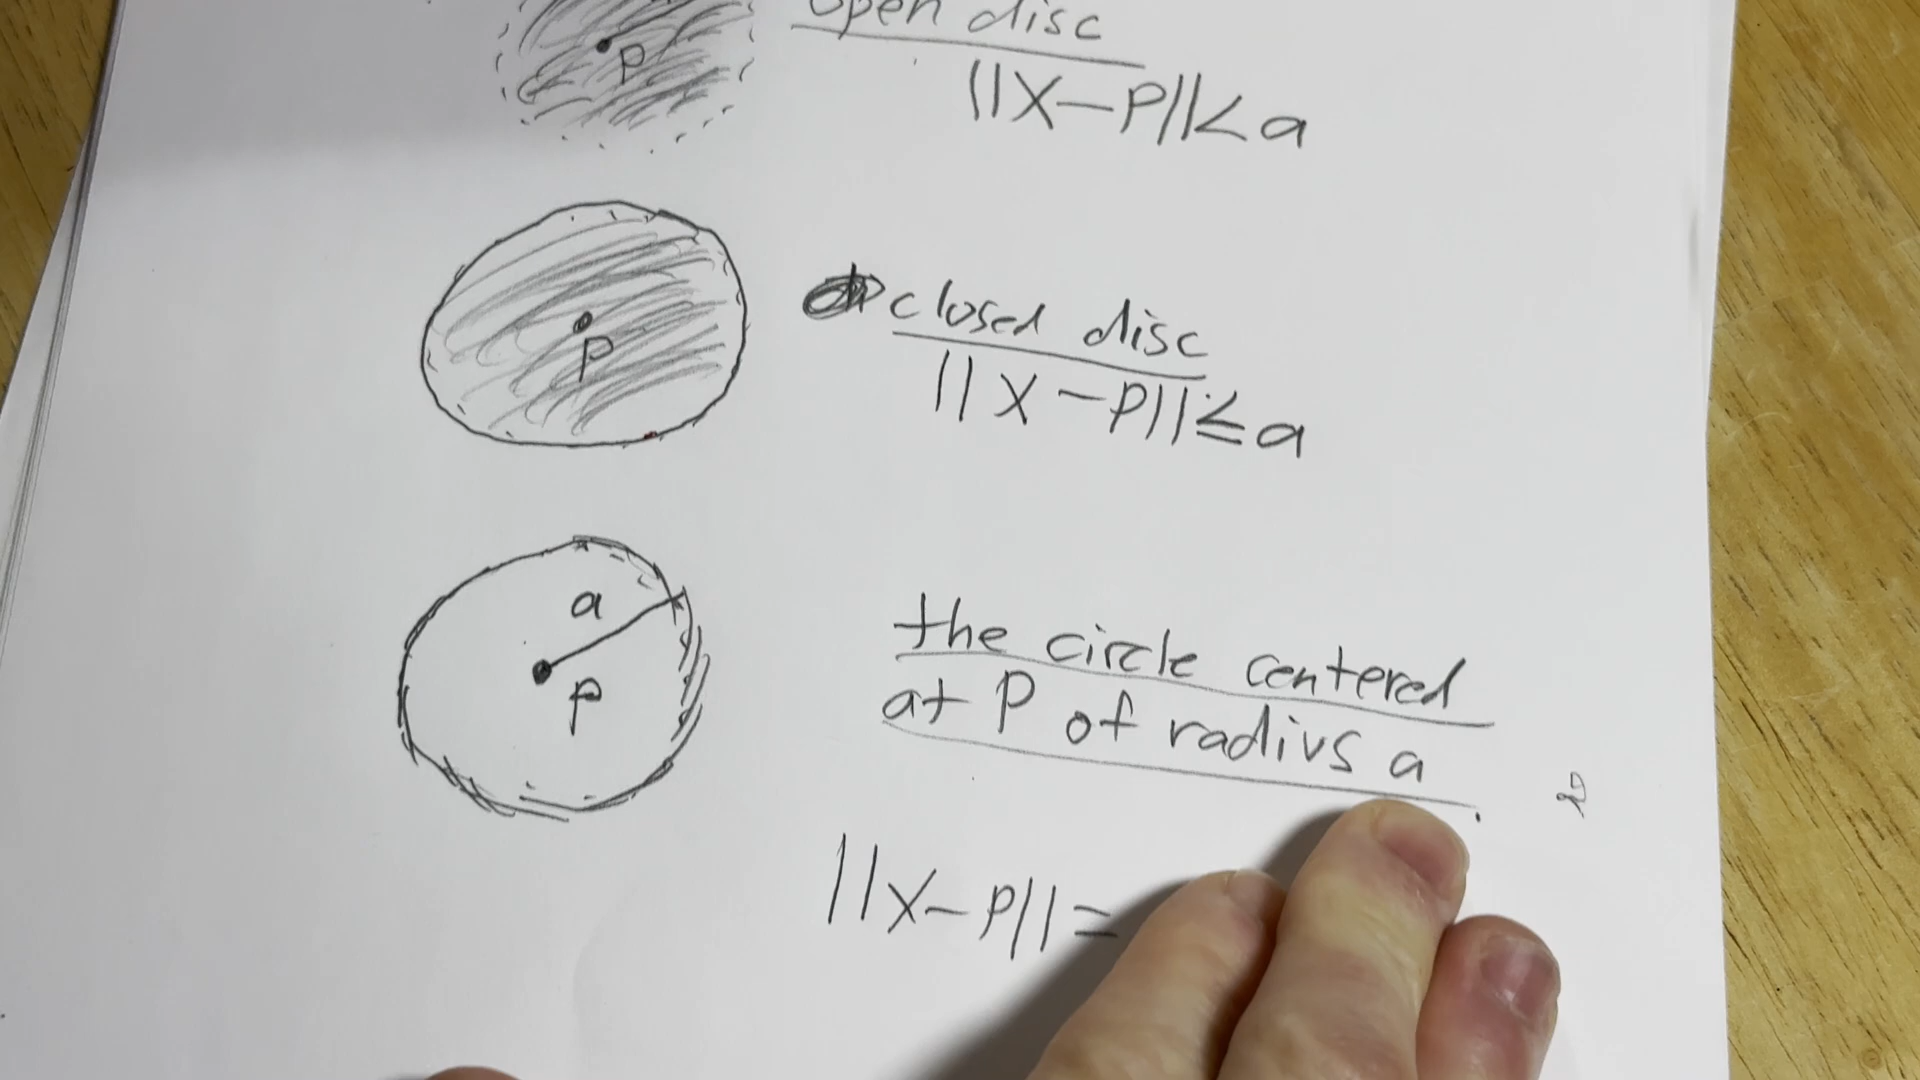 open disc
P
||X-P||<a
closed disc
P
||X-P||≤a
a
P
the circle centered
at P of radius a
||X-P||=